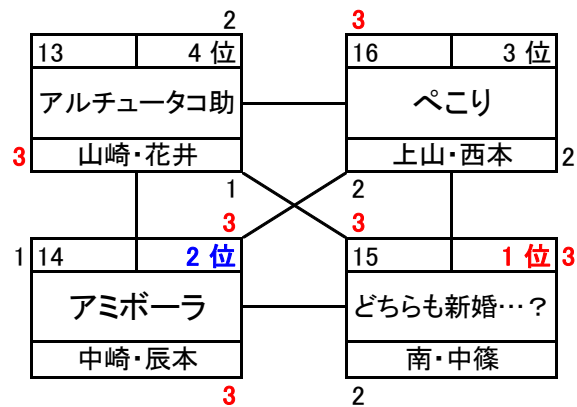 2 3
13 4 位 16 3 位
アルチュータコ助 ぺこり
3 山崎・花井 上山・西本 2
1 2
3 3
1 14 2 位 15 1 位 3
アミボーラ どちらも新婚…？
中崎・辰本 南・中篠
3 2